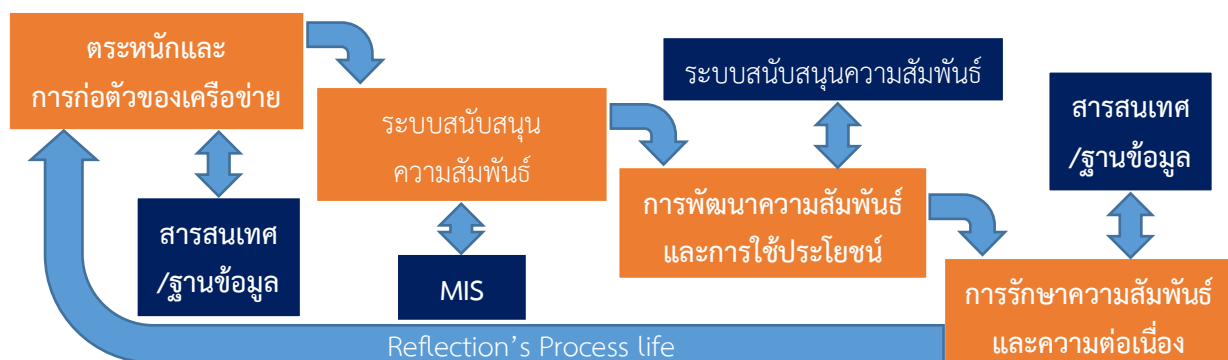 ตระหนักและ
การก่อตัวของเครือข่าย
สารสนเทศ
/ฐานข้อมูล
ระบบสนับสนุน
ความสัมพันธ์
MIS
ระบบสนับสนุนความสัมพันธ์
การพัฒนาความสัมพันธ์
และการใช้ประโยชน์
สารสนเทศ
/ฐานข้อมูล
การรักษาความสัมพันธ์
และความต่อเนื่อง
Reflection's Process life